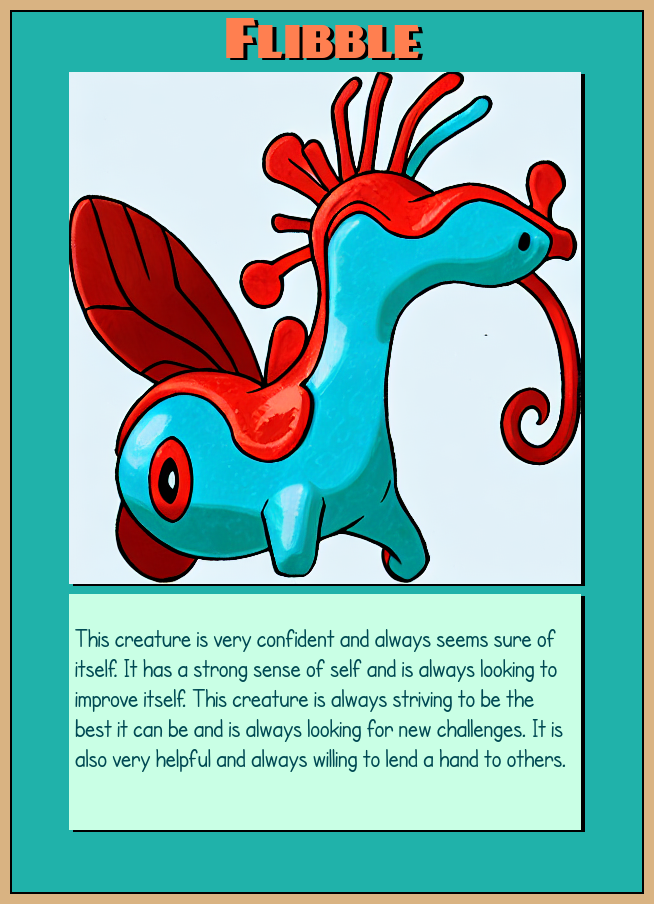 Flibble
This creature is very confident and always seems sure of
itself. It has a strong sense of self and is always looking to
improve itself. This creature is always striving to be the
best it can be and is always looking for new challenges. It is
also very helpful and always willing to lend a hand to others.